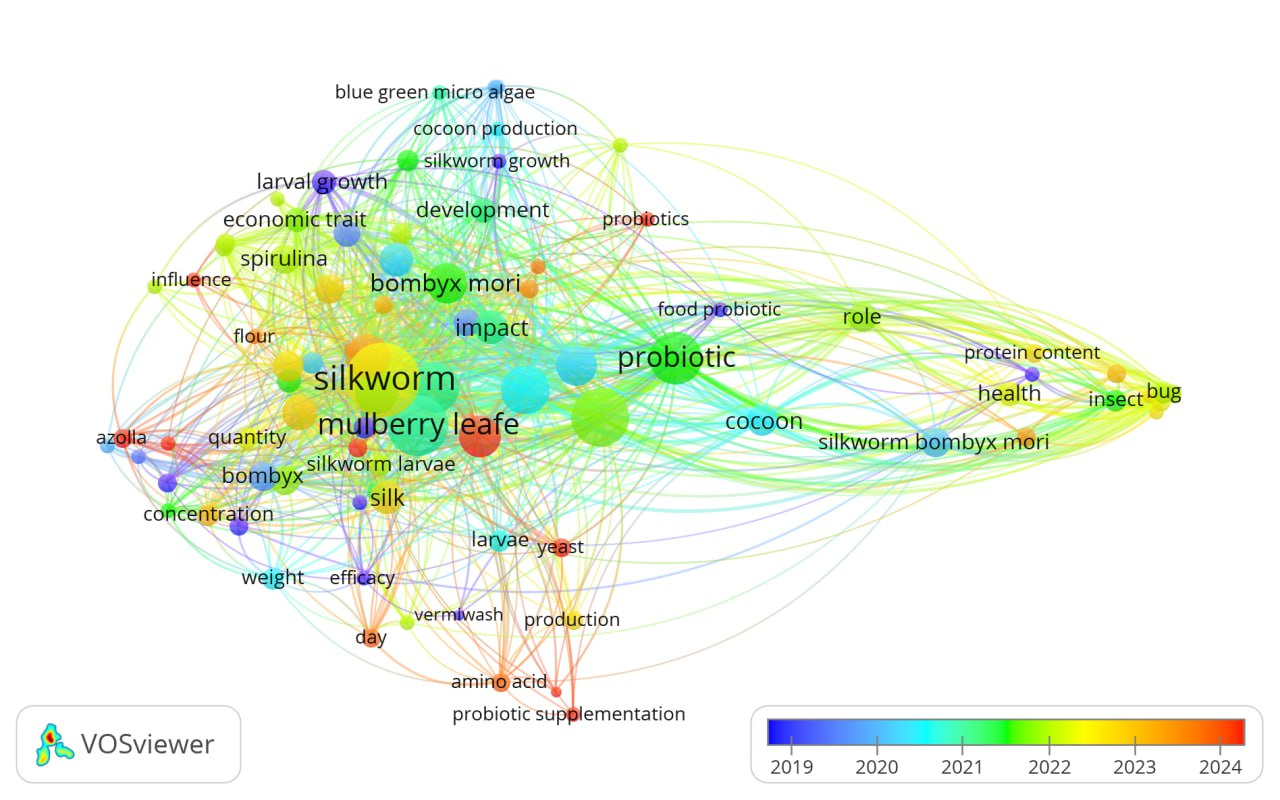 blue green micro algae
cocoon production
silkworm growth
larval growth
development
economic trait
probiotics
spirulina
influence
bombyx mori
food probiotic
role
impact
flour
probiotic
protein content
silkworm
health
insect
bug
mulberry leafe
cocoon
azolla
quantity
silkworm bombyx mori
silkworm larvae
bombyx
silk
concentration
larvae
yeast
weight
efficacy
vermiwash
production
day
amino acid
probiotic supplementation
VOSviewer
2019 2020 2021 2022 2023 2024